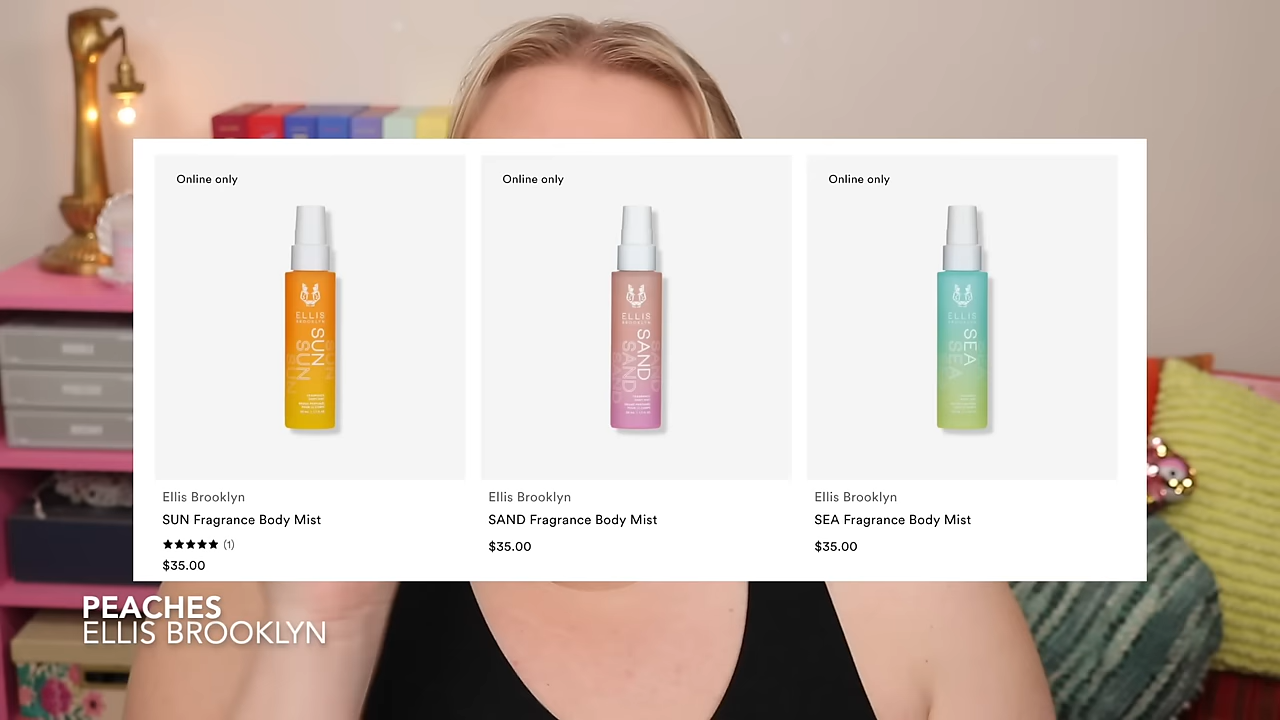 Online only
Online only
Online only
ELLIS
BROOKLYN
SUN
SUN
ELLIS
BROOKLYN
SAND
SAND
ELLIS
BROOKLYN
SEA
SEA
Ellis Brooklyn
SUN Fragrance Body Mist
★★★★★ (1)
$35.00
Ellis Brooklyn
SAND Fragrance Body Mist
$35.00
Ellis Brooklyn
SEA Fragrance Body Mist
$35.00
PEACHES
ELLIS BROOKLYN